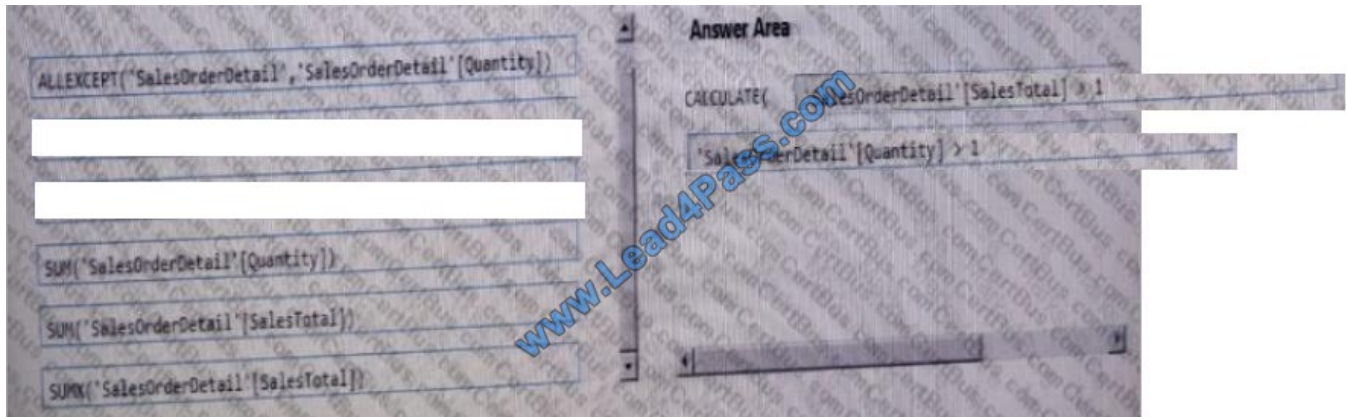 ALLEXCEPT('SalesOrderDetail','SalesOrderDetail'[Quantity])
SUM('SalesOrderDetail'[Quantity])
SUM('SalesOrderDetail'[SalesTotal])
SUMX('SalesOrderDetail'[SalesTotal])
Answer Area
CALCULATE( 'SalesOrderDetail'[SalesTotal] > 1
'SalesOrderDetail'[Quantity] > 1
www.Lead4Pass.com